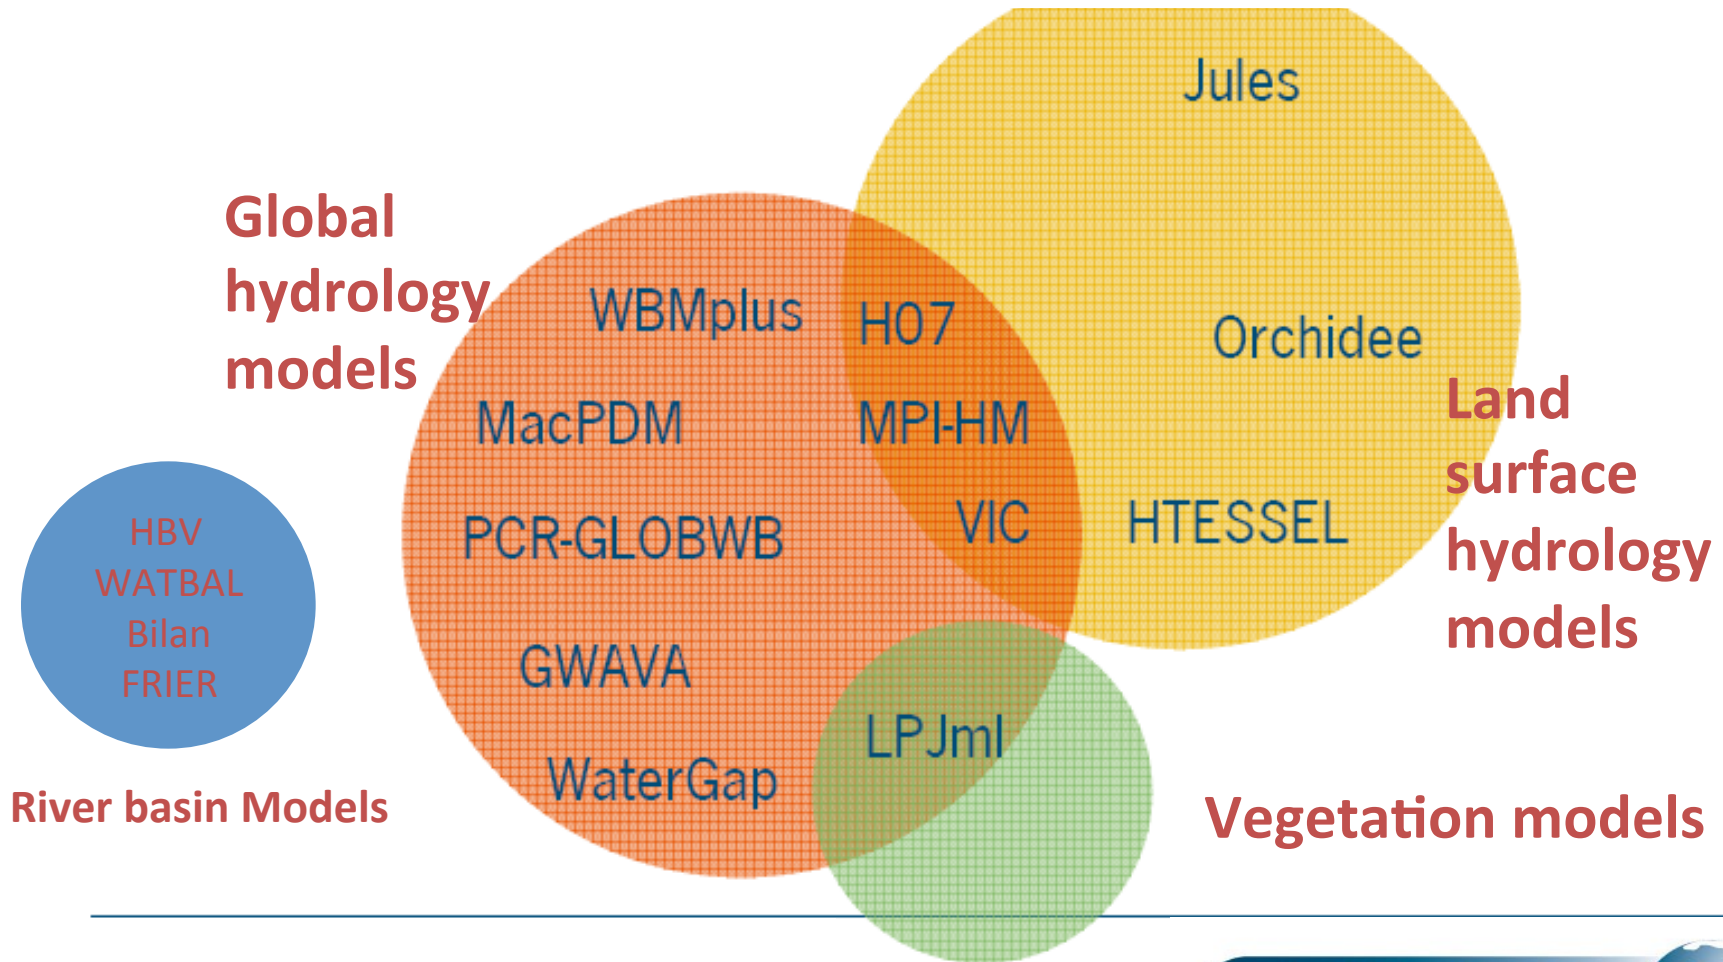 Jules
Global
hydrology
models
WBMplus
H07
Orchidee
MacPDM
MPI-HM
Land
surface
hydrology
models
PCR-GLOBWB
VIC
HTESSEL
HBV
WATBAL
Bilan
FRIER
GWAVA
LPJml
WaterGap
River basin Models
Vegetation models